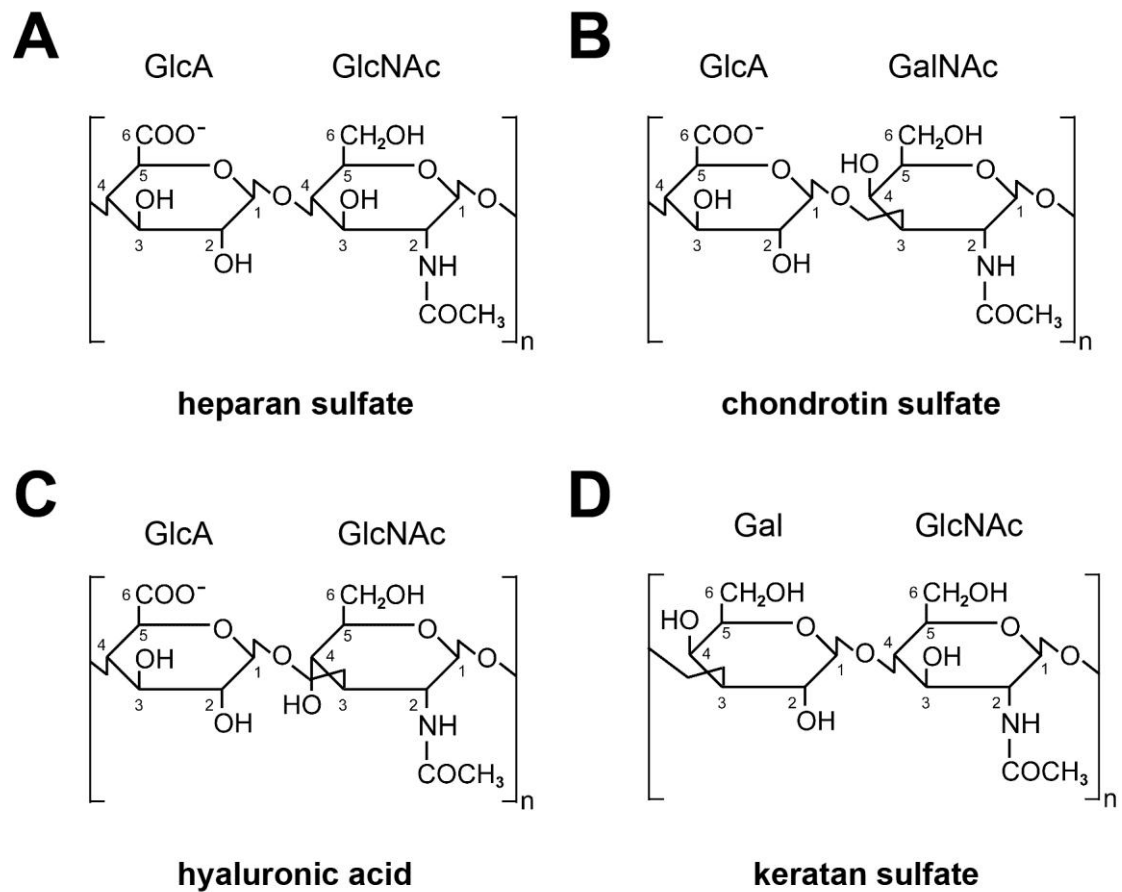 A
GlcA GlcNAc
6 COO⁻ 6 CH₂OH
5 O 5 O
4 OH O 4 OH O
1 1
3 2 3 2
OH NH
COCH₃
n
heparan sulfate
B
GlcA GalNAc
6 COO⁻ 6 CH₂OH
HO
5 O 5 O
4 OH O 4 O
1 1
3 2 3 2
OH NH
COCH₃
n
chondrotin sulfate
C
GlcA GlcNAc
6 COO⁻ 6 CH₂OH
5 O 5 O
4 OH O 4 O
1 1
3 2 HO 3 2
OH NH
COCH₃
n
hyaluronic acid
D
Gal GlcNAc
6 CH₂OH 6 CH₂OH
HO
5 O 5 O
4 O 4 OH O
1 1
3 2 3 2
OH NH
COCH₃
n
keratan sulfate